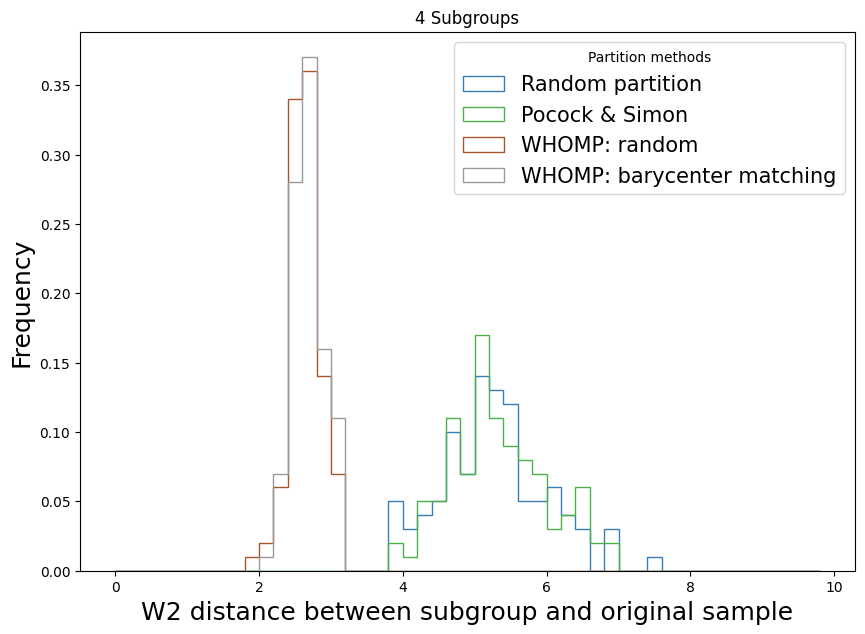 4 Subgroups
Partition methods
Random partition
Pocock & Simon
WHOMP: random
WHOMP: barycenter matching
Frequency
0.35
0.30
0.25
0.20
0.15
0.10
0.05
0.00
0 2 4 6 8 10
W2 distance between subgroup and original sample